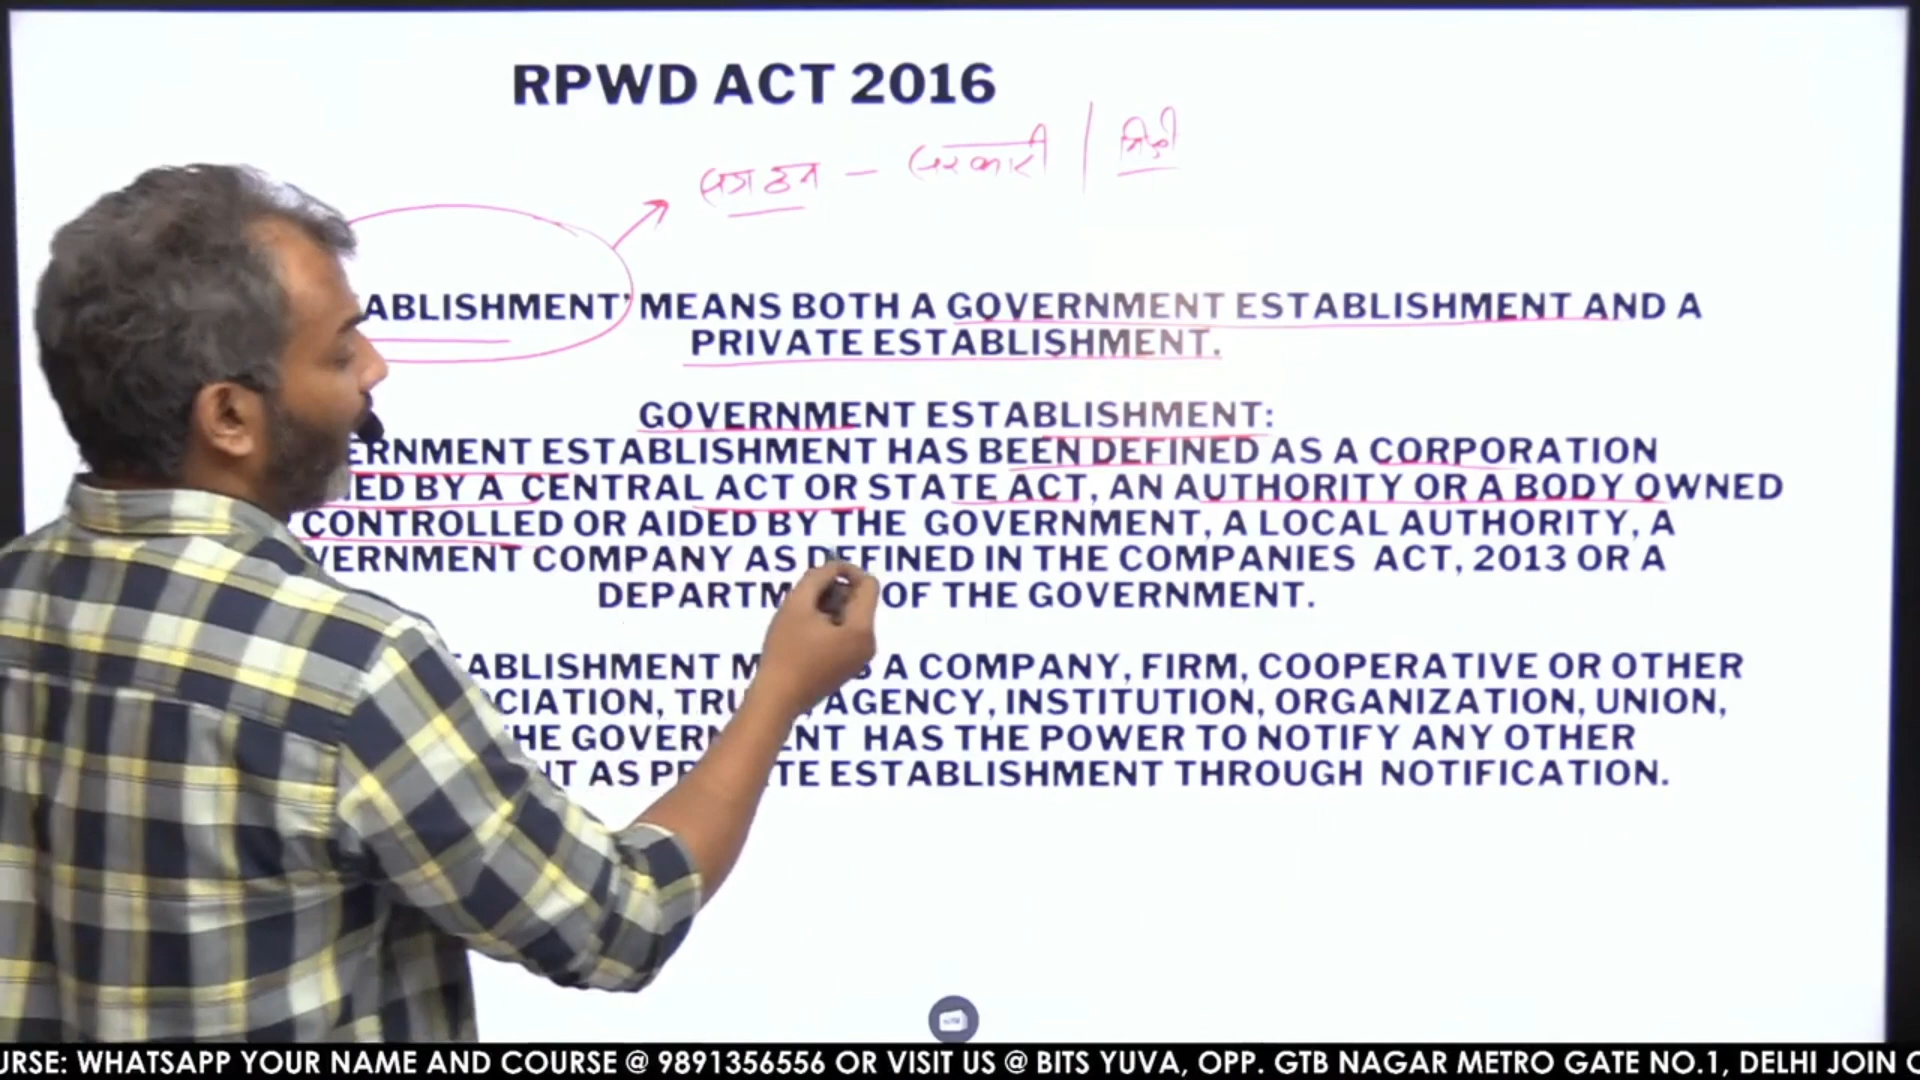 RPWD ACT 2016
संगठन – सरकारी | निजी
ABLISHMENT' MEANS BOTH A GOVERNMENT ESTABLISHMENT AND A
PRIVATE ESTABLISHMENT.
GOVERNMENT ESTABLISHMENT:
ERNMENT ESTABLISHMENT HAS BEEN DEFINED AS A CORPORATION
ED BY A CENTRAL ACT OR STATE ACT, AN AUTHORITY OR A BODY OWNED
CONTROLLED OR AIDED BY THE GOVERNMENT, A LOCAL AUTHORITY, A
VERNMENT COMPANY AS DEFINED IN THE COMPANIES ACT, 2013 OR A
DEPARTM OF THE GOVERNMENT.
ABLISHMENT M S A COMPANY, FIRM, COOPERATIVE OR OTHER
CIATION, TRU , AGENCY, INSTITUTION, ORGANIZATION, UNION,
HE GOVERN ENT HAS THE POWER TO NOTIFY ANY OTHER
NT AS PR TE ESTABLISHMENT THROUGH NOTIFICATION.
URSE: WHATSAPP YOUR NAME AND COURSE @ 9891356556 OR VISIT US @ BITS YUVA, OPP. GTB NAGAR METRO GATE NO.1, DELHI JOIN